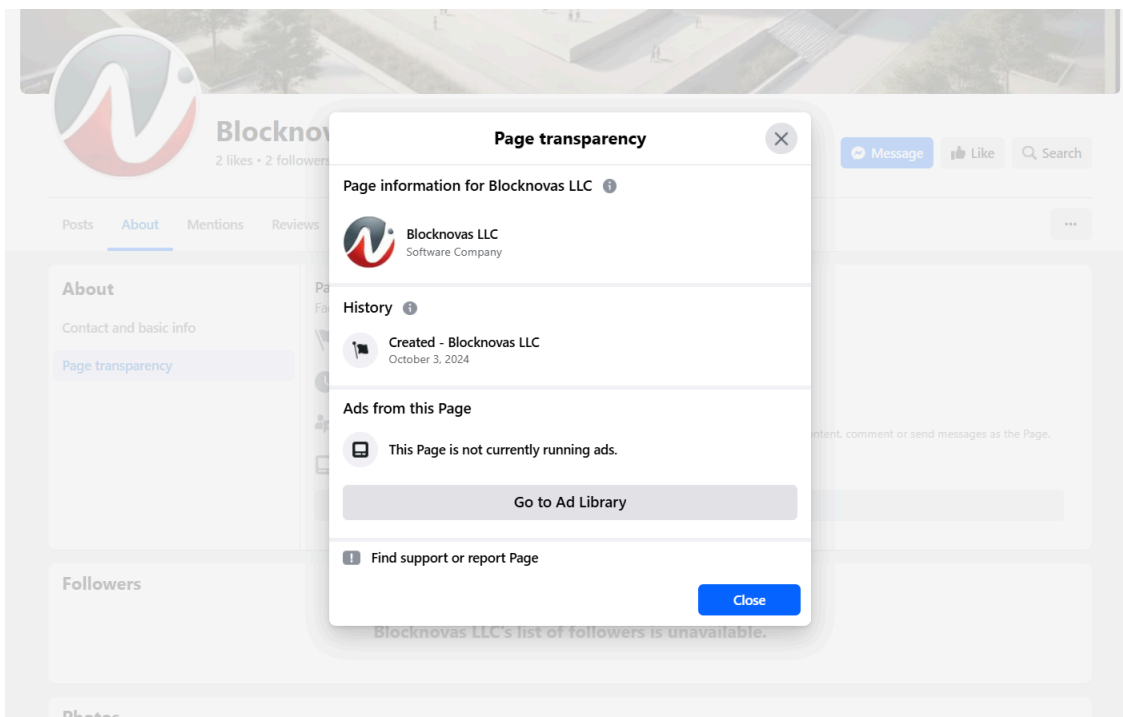 Blocknov
2 likes • 2 followers
Message
Like
Search
Posts
About
Mentions
Reviews
...
About
Contact and basic info
Page transparency
Page transparency
Page information for Blocknovas LLC
Blocknovas LLC
Software Company
History
Created - Blocknovas LLC
October 3, 2024
Ads from this Page
This Page is not currently running ads.
Go to Ad Library
Find support or report Page
Close
ntent, comment or send messages as the Page.
Followers
Blocknovas LLC's list of followers is unavailable.
Photos